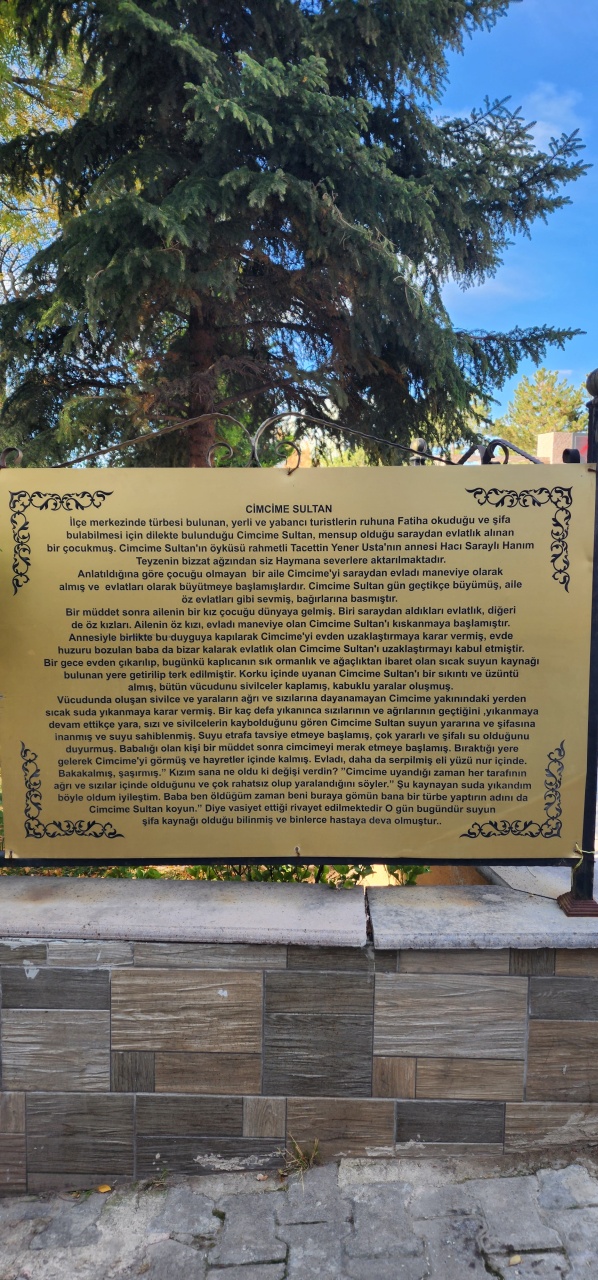 CİMCİME SULTAN
İlçe merkezinde türbesi bulunan, yerli ve yabancı turistlerin ruhuna Fatiha okuduğu ve şifa
bulabilmesi için dilekte bulunduğu Cimcime Sultan, mensup olduğu saraydan evlatlık alınan
bir çocukmuş. Cimcime Sultan'ın öyküsü rahmetli Tacettin Yener Usta'nın annesi Hacı Saraylı Hanım
Teyzenin bizzat ağzından siz Haymana severlere aktarılmaktadır.
Anlatıldığına göre çocuğu olmayan bir aile Cimcime'yi saraydan evladı maneviye olarak
almış ve evlatları olarak büyütmeye başlamışlardır. Cimcime Sultan gün geçtikçe büyümüş, aile
öz evlatları gibi sevmiş, bağırlarına basmıştır.
Bir müddet sonra ailenin bir kız çocuğu dünyaya gelmiş. Biri saraydan aldıkları evlatlık, diğeri
de öz kızları. Ailenin öz kızı, evladı maneviye olan Cimcime Sultan'ı kıskanmaya başlamıştır.
Annesiyle birlikte bu duyguya kapılarak Cimcime'yi evden uzaklaştırmaya karar vermiş, evde
huzuru bozulan baba da bizar kalarak evlatlık olan Cimcime Sultan'ı uzaklaştırmayı kabul etmiştir.
Bir gece evden çıkarılıp, bugünkü kaplıcanın sık ormanlık ve ağaçlıktan ibaret olan sıcak suyun kaynağı
bulunan yere getirilip terk edilmiştir. Korku içinde uyanan Cimcime Sultan'ı bir sıkıntı ve üzüntü
almış, bütün vücudunu sivilceler kaplamış, kabuklu yaralar oluşmuş.
Vücudunda oluşan sivilce ve yaraların ağrı ve sızılarına dayanamayan Cimcime yakınındaki yerden
sıcak suda yıkanmaya karar vermiş. Bir kaç defa yıkanınca sızılarının ve ağrılarının geçtiğini ,yıkanmaya
devam ettikçe yara, sızı ve sivilcelerin kaybolduğunu gören Cimcime Sultan suyun yararına ve şifasına
inanmış ve suyu sahiblenmiş. Suyu etrafa tavsiye etmeye başlamış, çok yararlı ve şifalı su olduğunu
duyurmuş. Babalığı olan kişi bir müddet sonra cimcimeyi merak etmeye başlamış. Bıraktığı yere
gelerek Cimcime'yi görmüş ve hayretler içinde kalmış. Evladı, daha da serpilmiş eli yüzü nur içinde.
Bakakalmış, şaşırmış.” Kızım sana ne oldu ki değişi verdin? ”Cimcime uyandığı zaman her tarafının
ağrı ve sızılar içinde olduğunu ve çok rahatsız olup yaralandığını söyler.” Şu kaynayan suda yıkandım
böyle oldum iyileştim. Baba ben öldüğüm zaman beni buraya gömün bana bir türbe yaptırın adını da
Cimcime Sultan koyun.” Diye vasiyet ettiği rivayet edilmektedir O gün bugündür suyun
şifa kaynağı olduğu bilinmiş ve binlerce hastaya deva olmuştur..